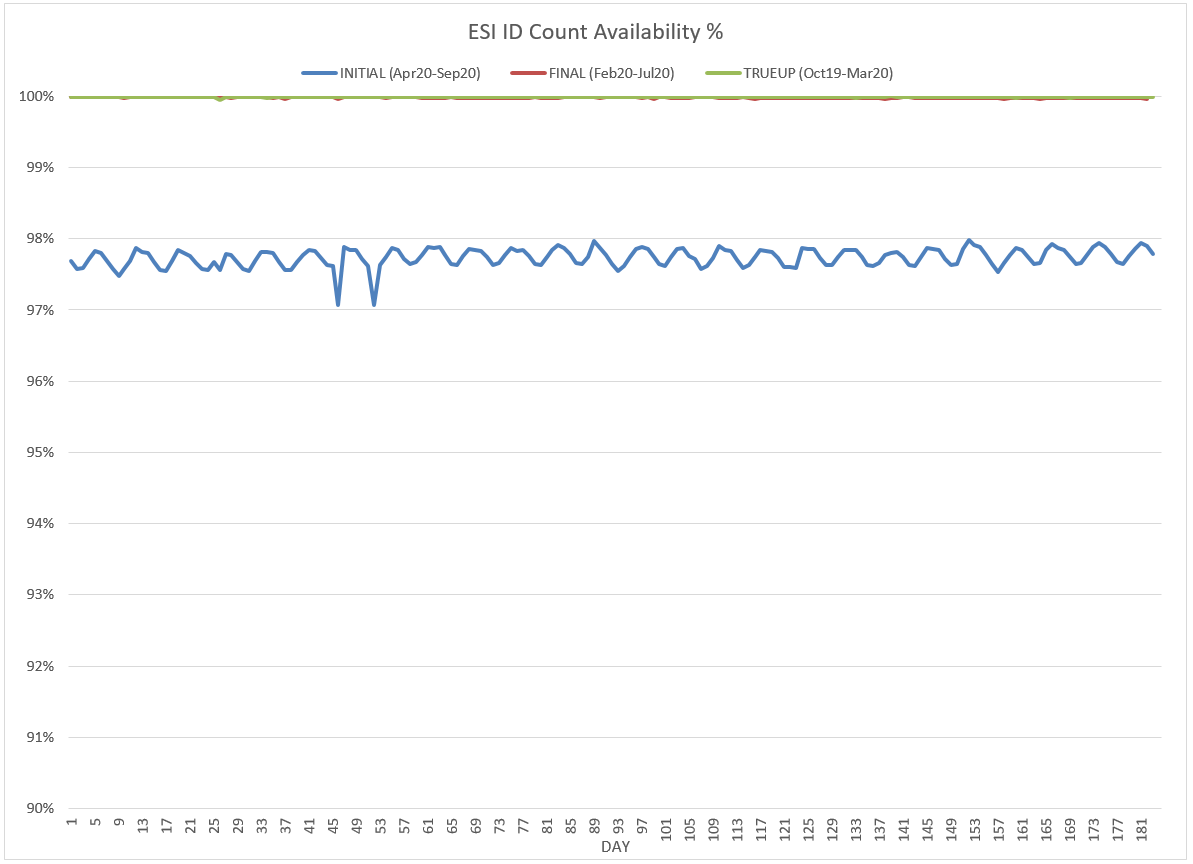 ESI ID Count Availability %
INITIAL (Apr20-Sep20) FINAL (Feb20-Jul20) TRUEUP (Oct19-Mar20)
100%
99%
98%
97%
96%
95%
94%
93%
92%
91%
90%
1 5 9 13 17 21 25 29 33 37 41 45 49 53 57 61 65 69 73 77 81 85 89 93 97 101 105 109 113 117 121 125 129 133 137 141 145 149 153 157 161 165 169 173 177 181
DAY